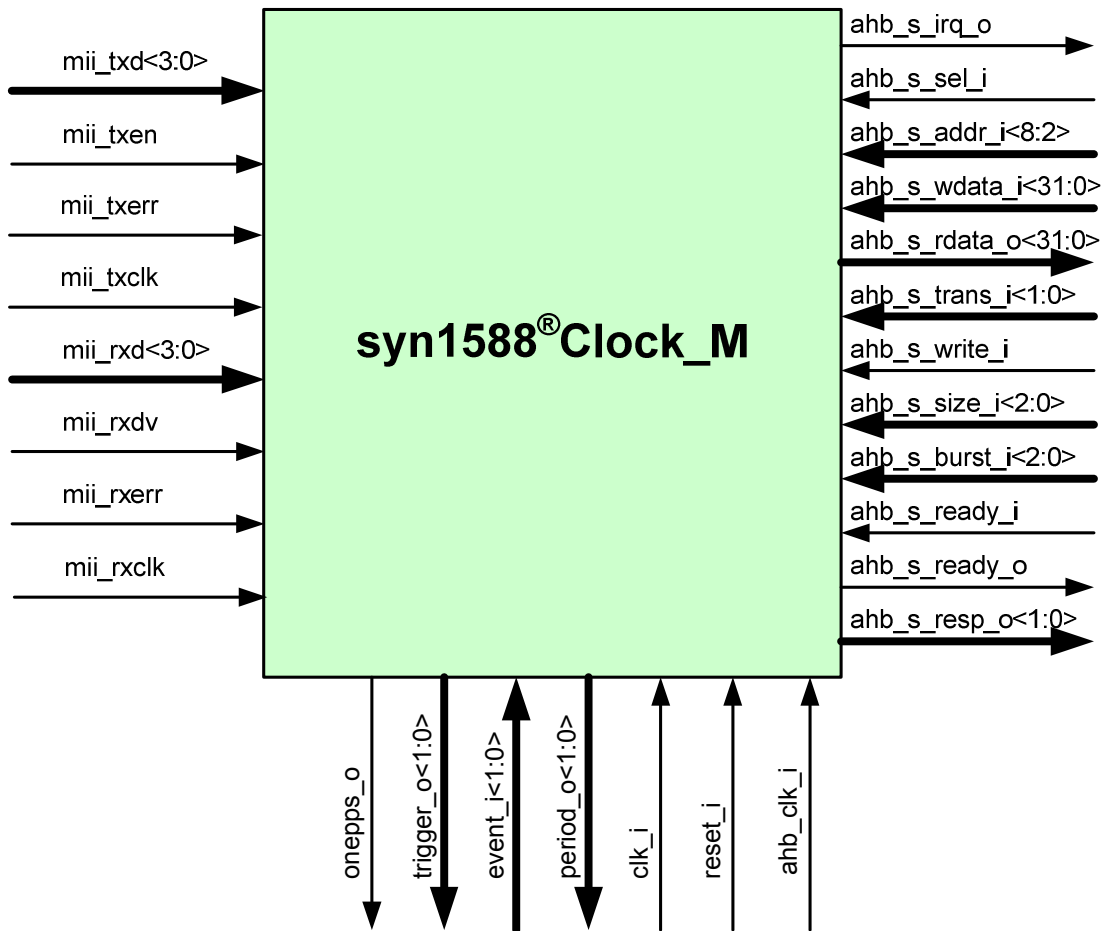 mii_txd<3:0>
mii_txen
mii_txerr
mii_txclk
mii_rxd<3:0>
mii_rxdv
mii_rxerr
mii_rxclk
syn1588®Clock_M
ahb_s_irq_o
ahb_s_sel_i
ahb_s_addr_i<8:2>
ahb_s_wdata_i<31:0>
ahb_s_rdata_o<31:0>
ahb_s_trans_i<1:0>
ahb_s_write_i
ahb_s_size_i<2:0>
ahb_s_burst_i<2:0>
ahb_s_ready_i
ahb_s_ready_o
ahb_s_resp_o<1:0>
onepps_o
trigger_o<1:0>
event_i<1:0>
period_o<1:0>
clk_i
reset_i
ahb_clk_i